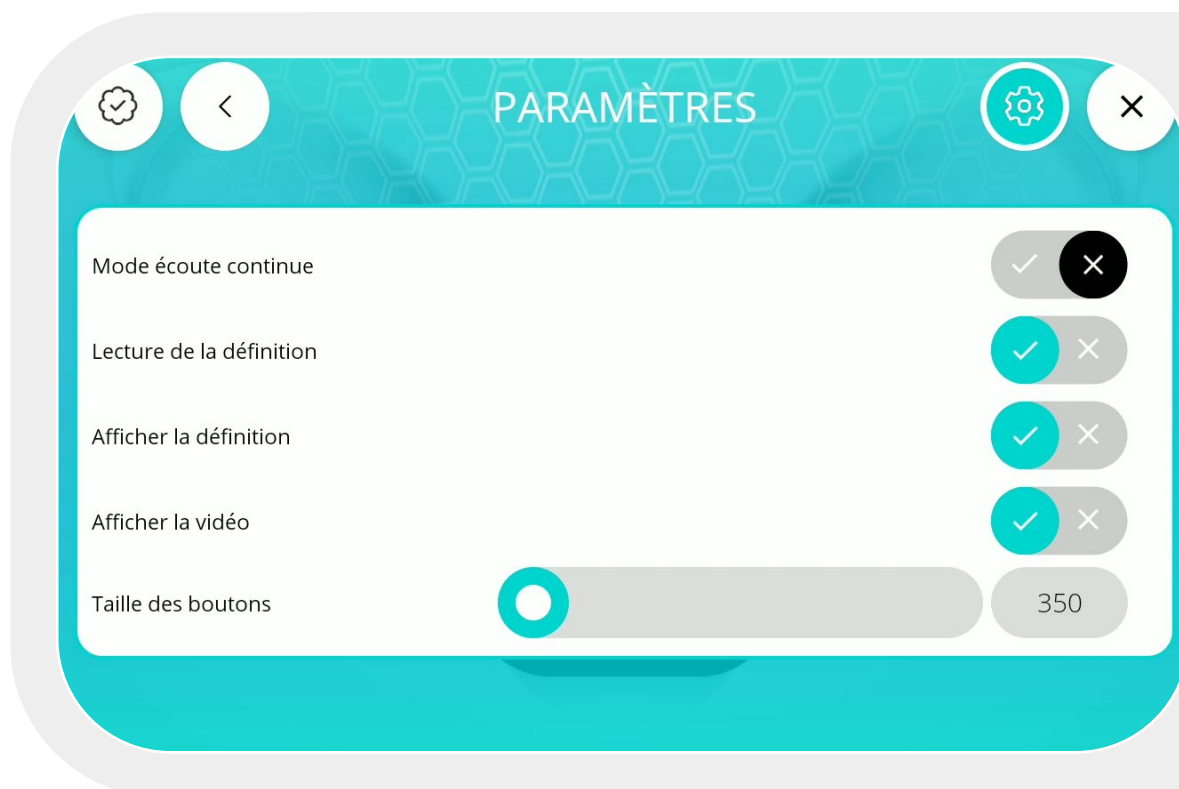 PARAMÈTRES
Mode écoute continue
Lecture de la définition
Afficher la définition
Afficher la vidéo
Taille des boutons
350